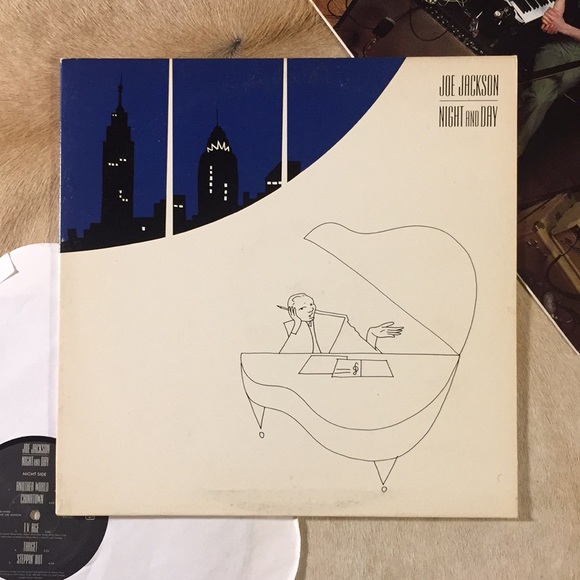 JOE JACKSON
NIGHT AND DAY
JOE JACKSON
NIGHT AND DAY
NIGHT SIDE
ANOTHER WORLD
CHINATOWN
T.V. AGE
TARGET
STEPPIN' OUT